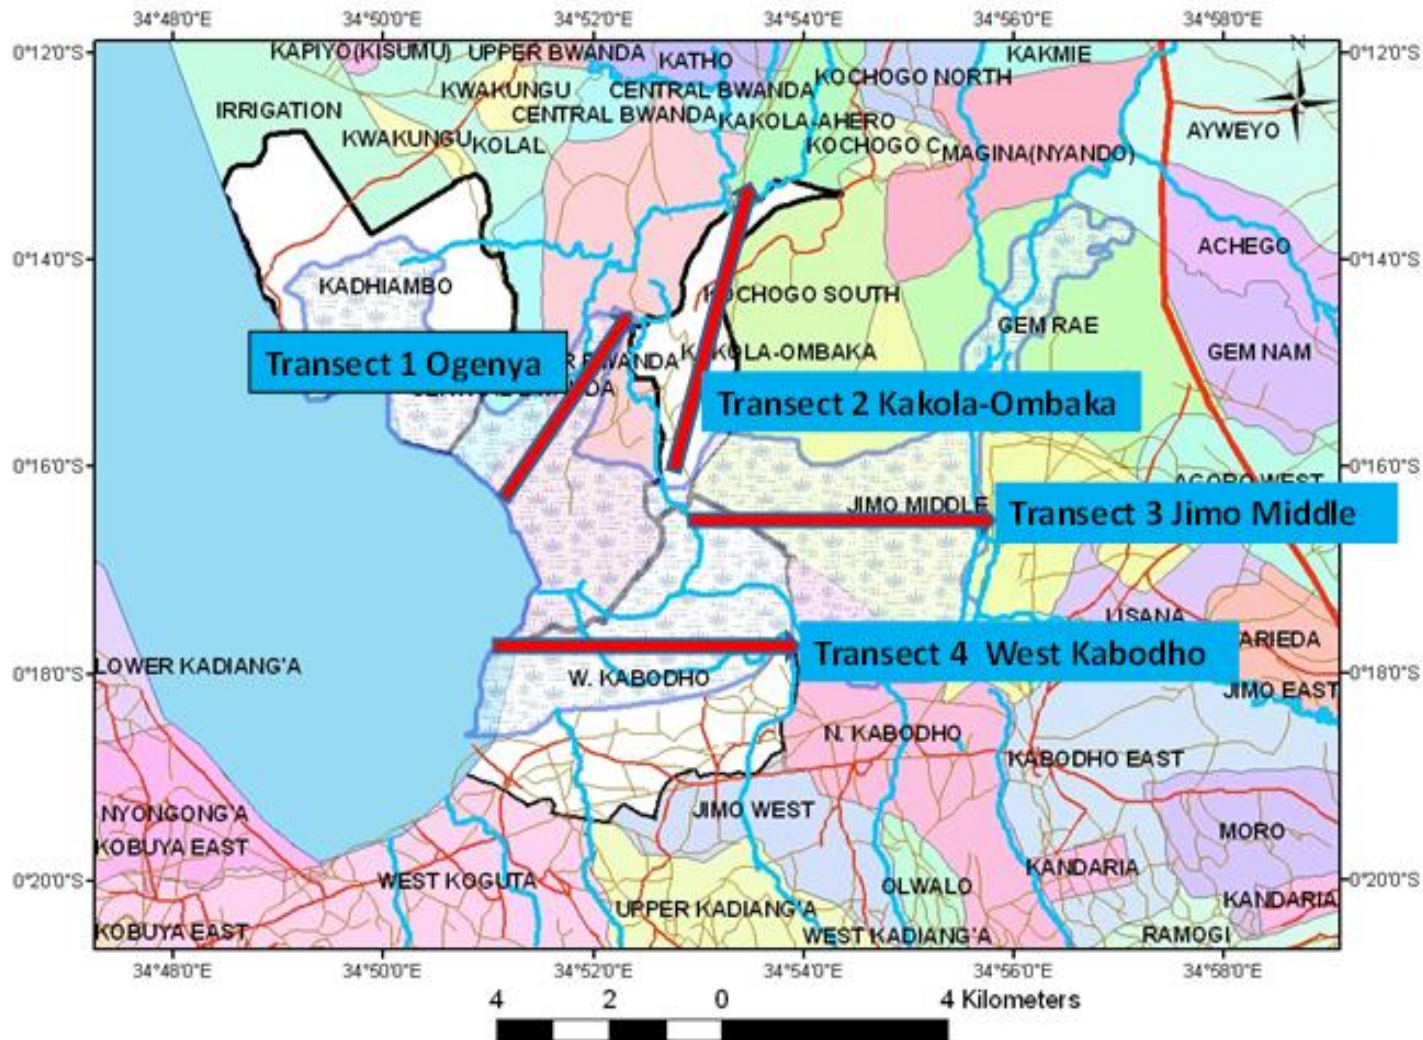 34°48'0"E 34°50'0"E 34°52'0"E 34°54'0"E 34°56'0"E 34°58'0"E
0°12'0"S 0°12'0"S
N
KAPIYO(KISUMU) UPPER BWANDA
KATHO
KAKMIE
KOCHOGO NORTH
KWAKUNGU
CENTRAL BWANDA
IRRIGATION
CENTRAL BWANDA
KAKOLA-AHERO
AYWEYO
KWAKUNGU
KOLAL
KOCHOGO C
MAGINA(NYANDO)
ACHEGO
0°14'0"S 0°14'0"S
KADHIAMBO
KOCHOGO SOUTH
GEM RAE
GEM NAM
Transect 1 Ogenya
R BWANDA
KAKOLA-OMBAKA
Transect 2 Kakola-Ombaka
0°16'0"S 0°16'0"S
AGORO WEST
JIMO MIDDLE
Transect 3 Jimo Middle
LISANA
ARIEDA
Transect 4 West Kabodho
LOWER KADIANG'A
0°18'0"S 0°18'0"S
W. KABODHO
JIMO EAST
N. KABODHO
KABODHO EAST
NYONGONG'A
JIMO WEST
MORO
KOBUYA EAST
KANDARIA
0°20'0"S 0°20'0"S
WEST KOGUTA
OLWALO
KANDARIA
UPPER KADIANG'A
KOBUYA EAST
WEST KADIANG'A
RAMOGI
34°48'0"E 34°50'0"E 34°52'0"E 34°54'0"E 34°56'0"E 34°58'0"E
4 2 0 4 Kilometers